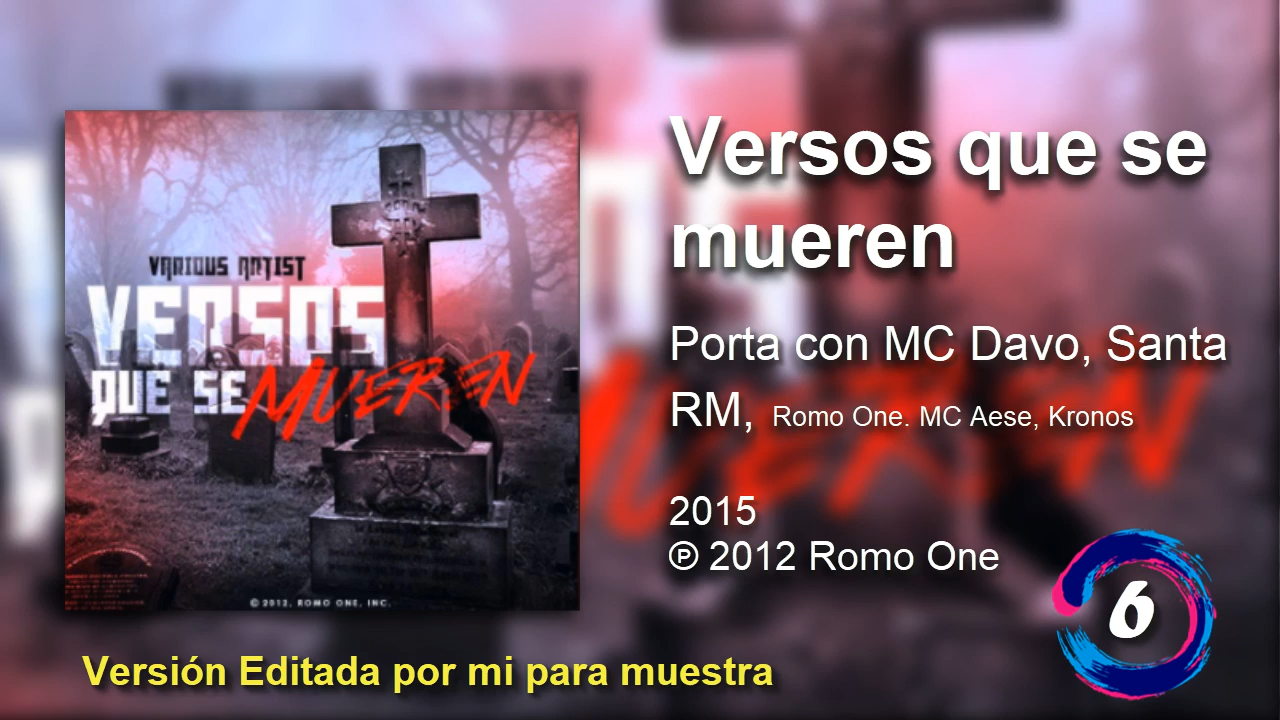 VARIOUS ARTIST
VERSOS
QUE SE MUEREN
© 2012, ROMO ONE, INC.
Versos que se
mueren
Porta con MC Davo, Santa
RM, Romo One. MC Aese, Kronos
2015
℗ 2012 Romo One
6
Versión Editada por mi para muestra